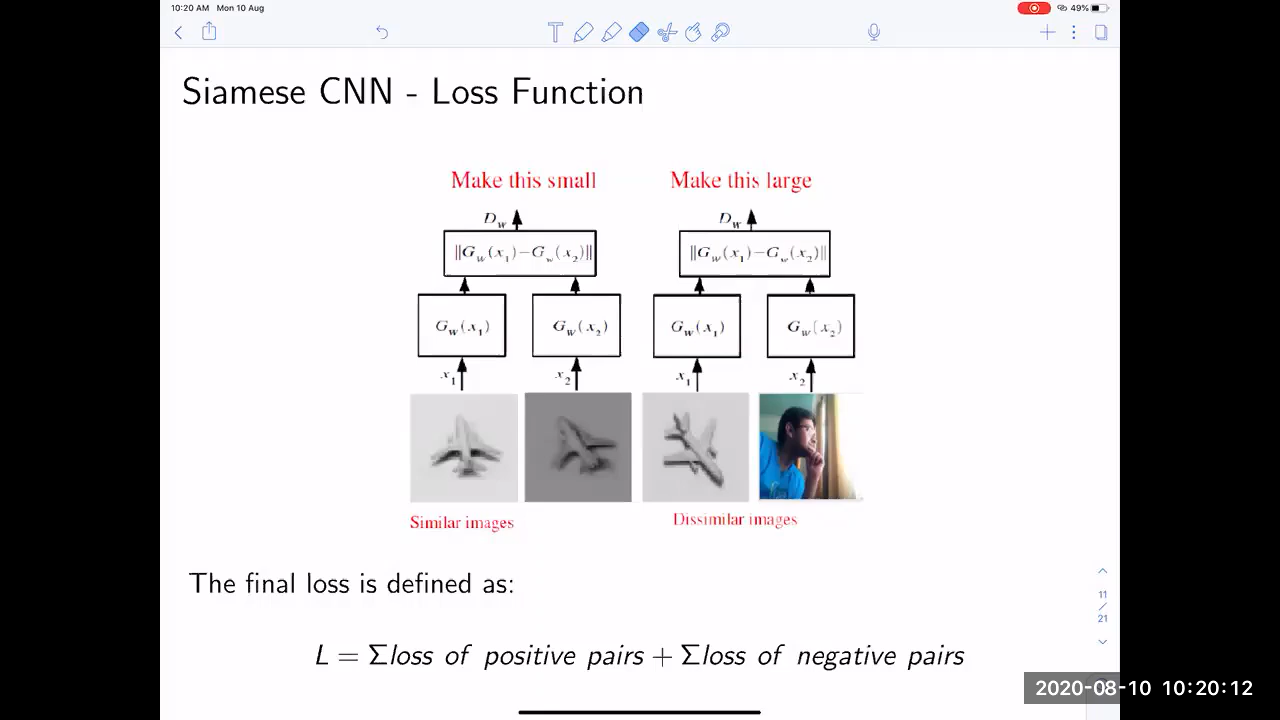 10:20 AM Mon 10 Aug
49%
Siamese CNN - Loss Function
Make this small Make this large
D_W D_W
||G_W(x_1)−G_w(x_2)|| ||G_W(x_1)−G_w(x_2)||
G_W(x_1) G_W(x_2) G_W(x_1) G_W(x_2)
x_1 x_2 x_1 x_2
Similar images Dissimilar images
The final loss is defined as:
L = Σloss of positive pairs + Σloss of negative pairs
11
/
21
2020-08-10 10:20:12